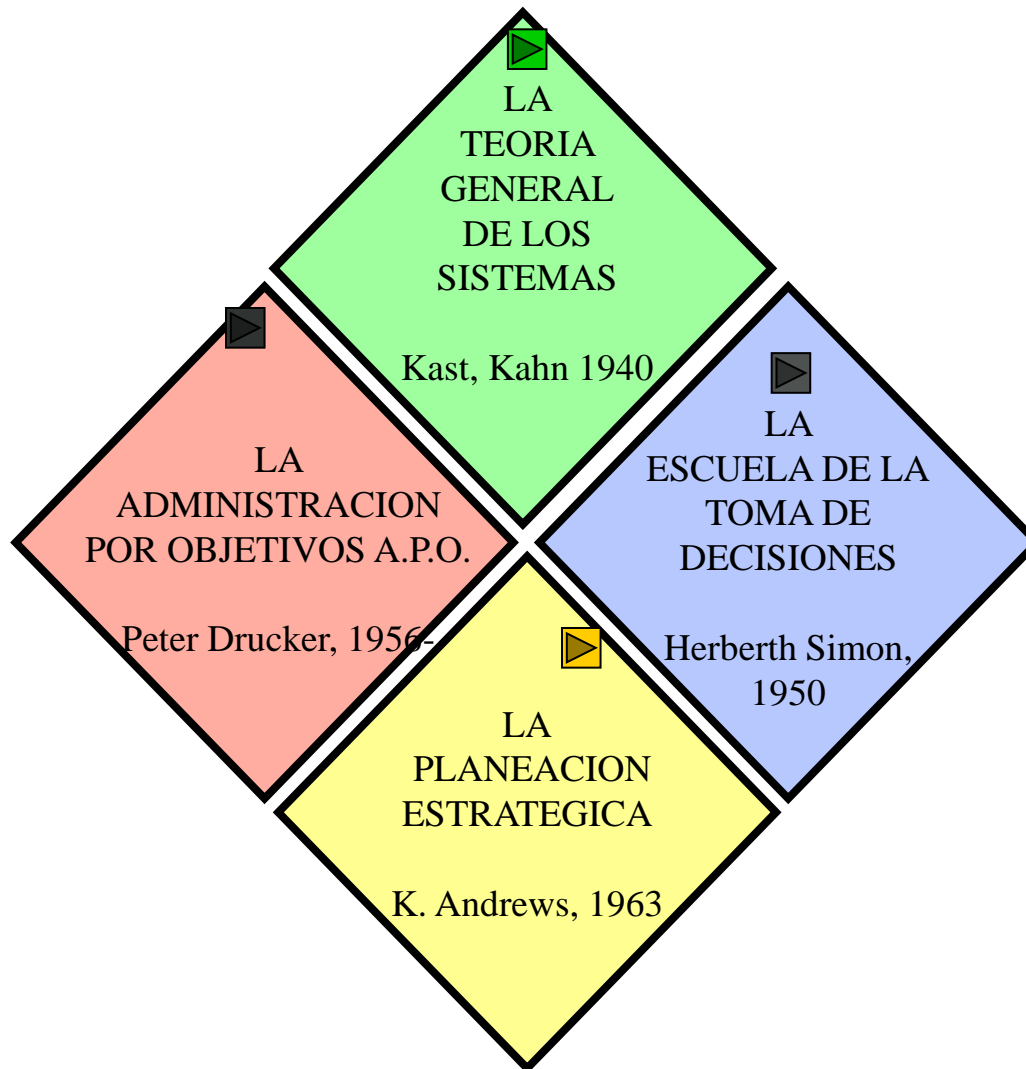 LA
TEORIA
GENERAL
DE LOS
SISTEMAS
Kast, Kahn 1940
LA
ADMINISTRACION
POR OBJETIVOS A.P.O.
Peter Drucker, 1956-
LA
ESCUELA DE LA
TOMA DE
DECISIONES
Herberth Simon,
1950
LA
PLANEACION
ESTRATEGICA
K. Andrews, 1963